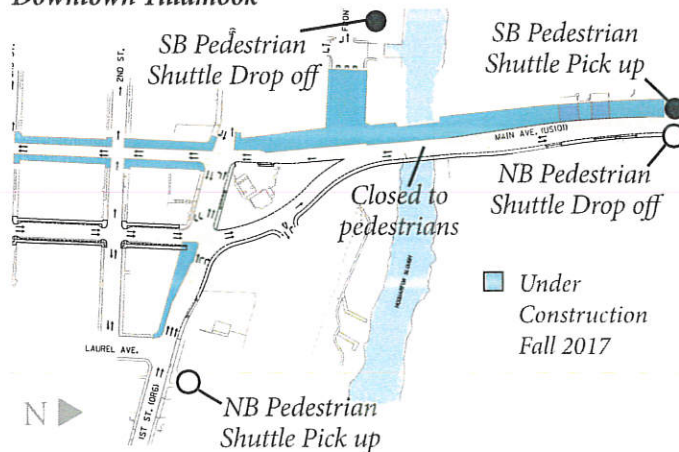 Downtown Tillamook
SB Pedestrian
Shuttle Drop off
SB Pedestrian
Shuttle Pick up
2ND ST.
MAIN AVE. (US101)
NB Pedestrian
Shuttle Drop off
Closed to
pedestrians
Under
Construction
Fall 2017
LAUREL AVE.
1ST ST. (OR6)
N
NB Pedestrian
Shuttle Pick up